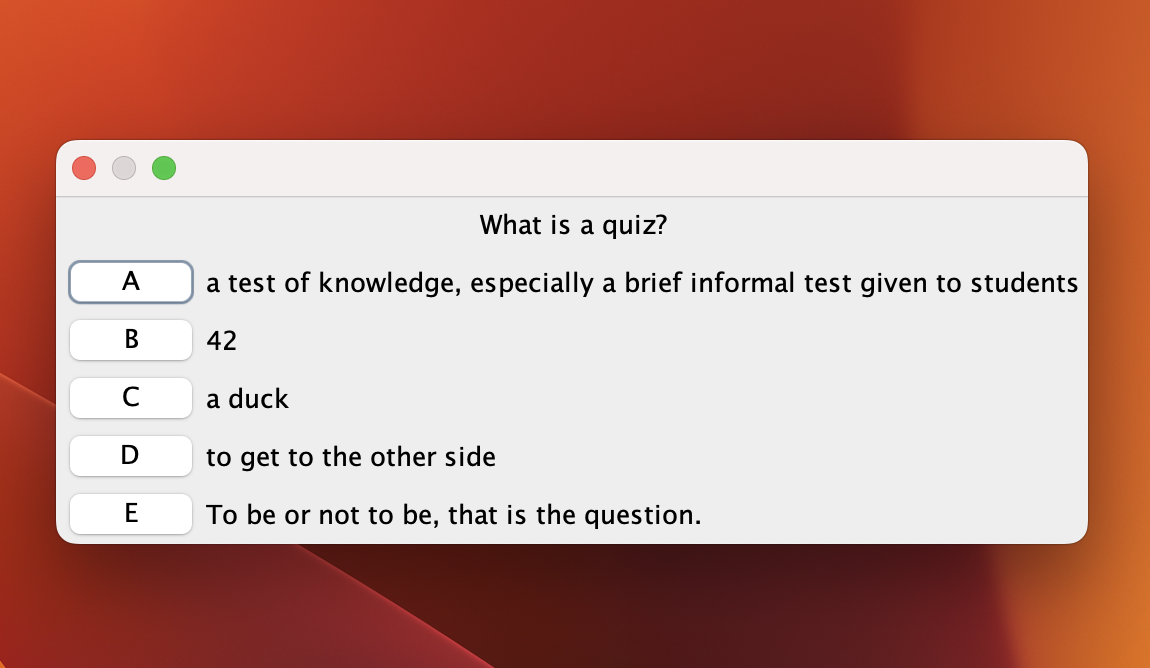 What is a quiz?
A a test of knowledge, especially a brief informal test given to students
B 42
C a duck
D to get to the other side
E To be or not to be, that is the question.